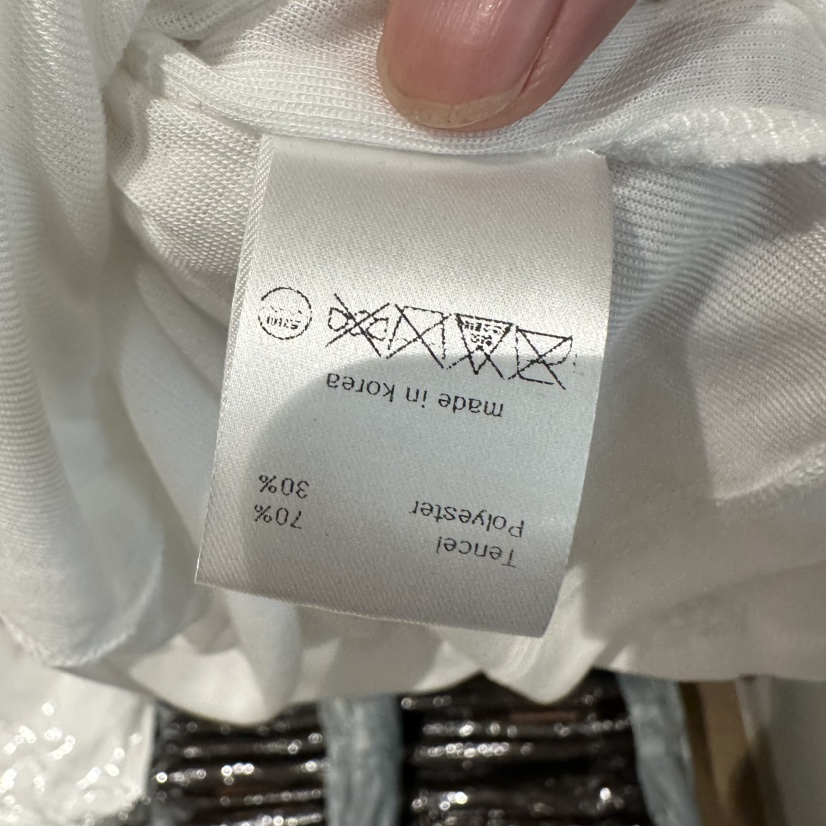 Tencel 70%
Polyester 30%
made in korea